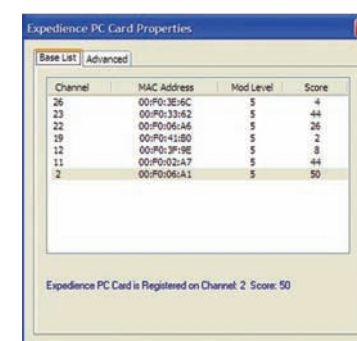 Expedience PC Card Properties
Base List Advanced
Channel MAC Address Mod Level Score
26 00:F0:3E:6C 5 4
23 00:F0:33:62 5 44
22 00:F0:06:A6 5 26
19 00:F0:41:B0 5 2
12 00:F0:3F:9E 5 8
11 00:F0:02:A7 5 44
2 00:F0:06:A1 5 50
Expedience PC Card is Registered on Channel: 2 Score: 50